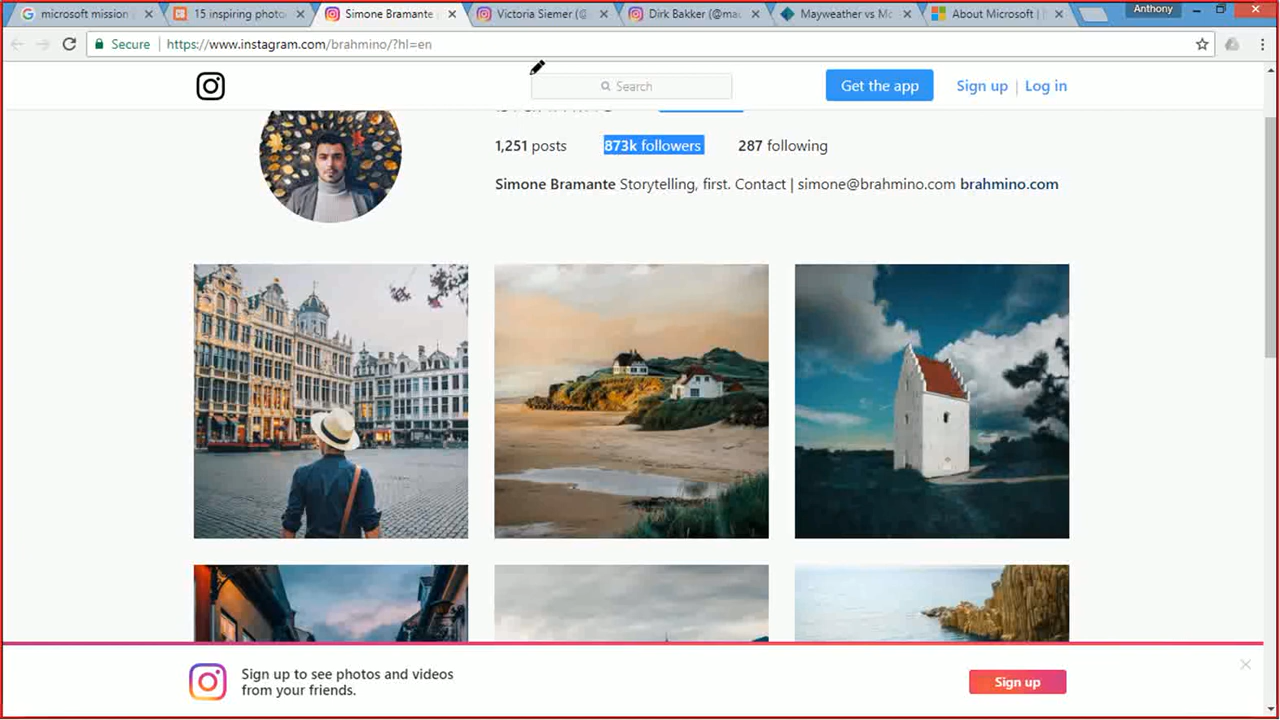 microsoft mission
15 inspiring photo
Simone Bramante
Victoria Siemer (@
Dirk Bakker (@mau
Mayweather vs Mc
About Microsoft |
Anthony
Secure
https://www.instagram.com/brahmino/?hl=en
Search
Get the app
Sign up | Log in
1,251 posts
873k followers
287 following
Simone Bramante Storytelling, first. Contact | simone@brahmino.com brahmino.com
Sign up to see photos and videos
from your friends.
Sign up